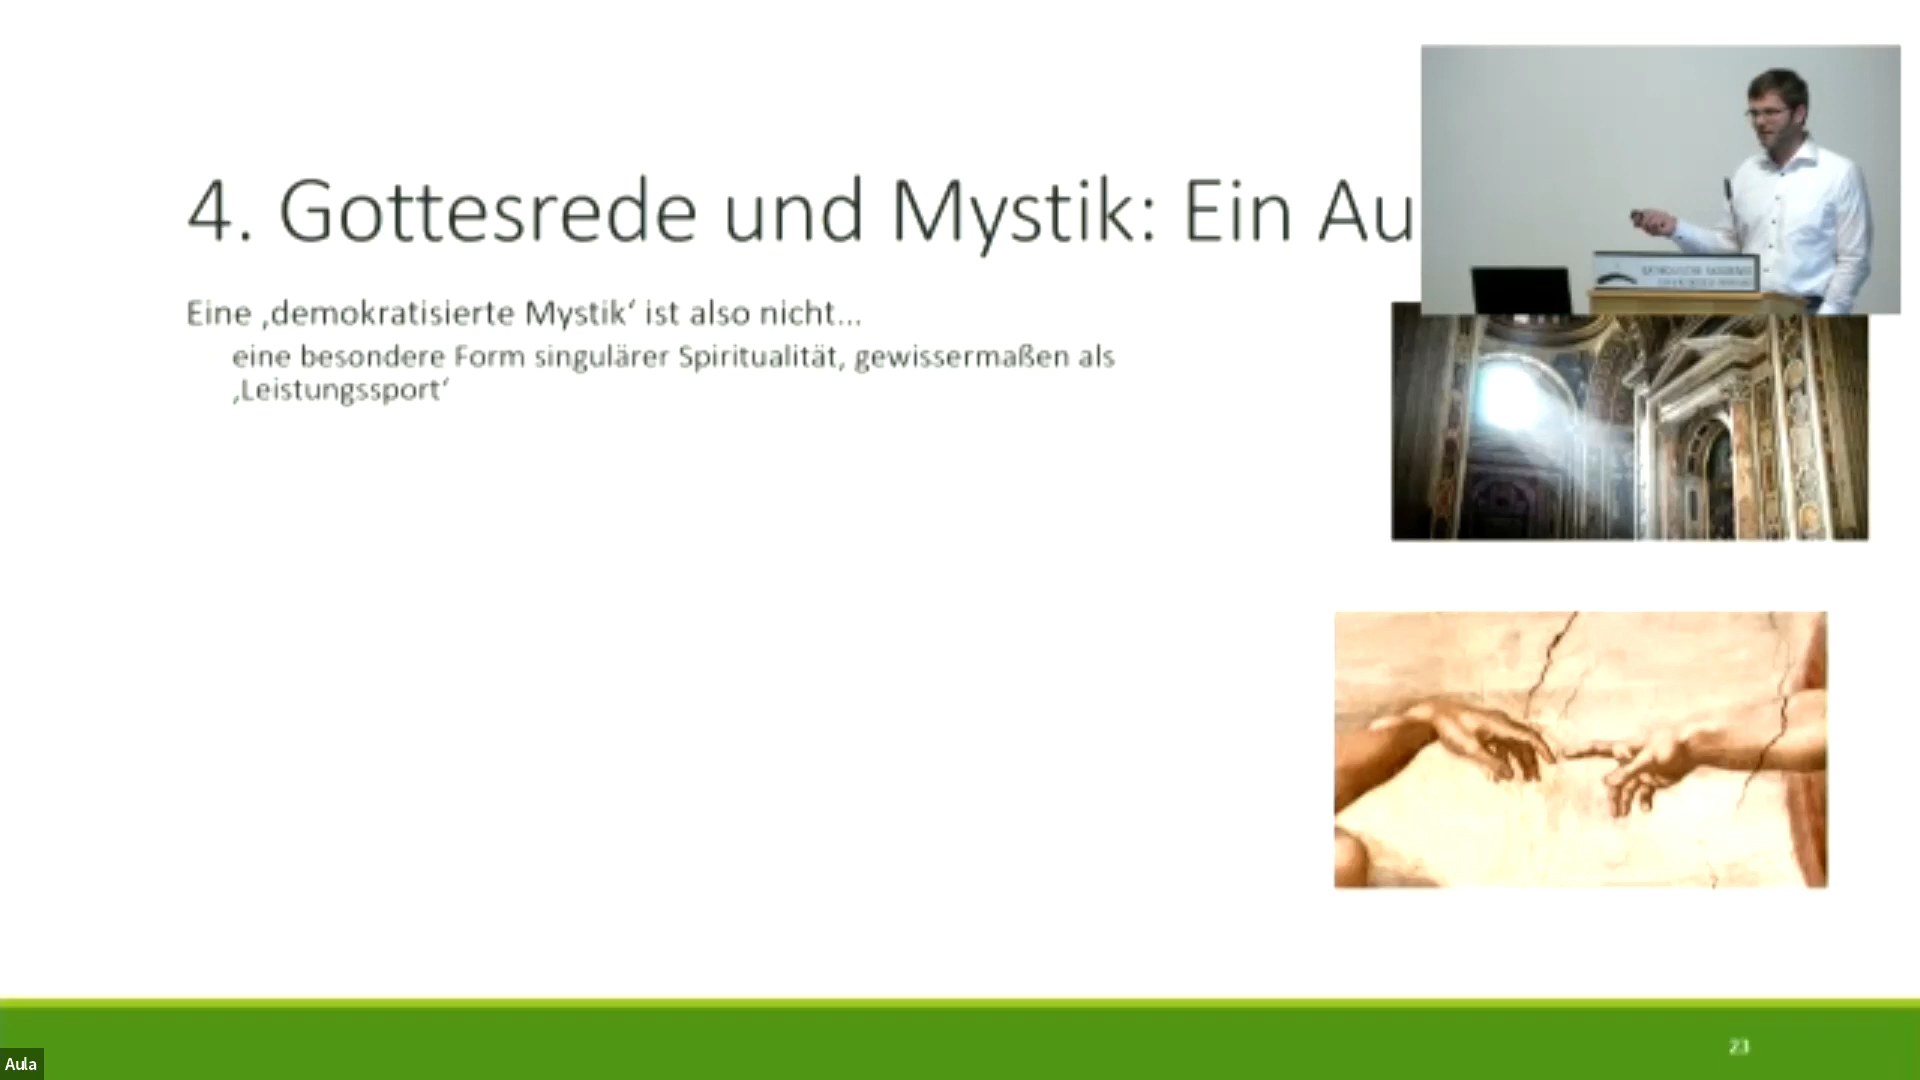 4. Gottesrede und Mystik: Ein Au
Eine ‚demokratisierte Mystik‘ ist also nicht...
eine besondere Form singulärer Spiritualität, gewissermaßen als
‚Leistungssport‘
23
Aula